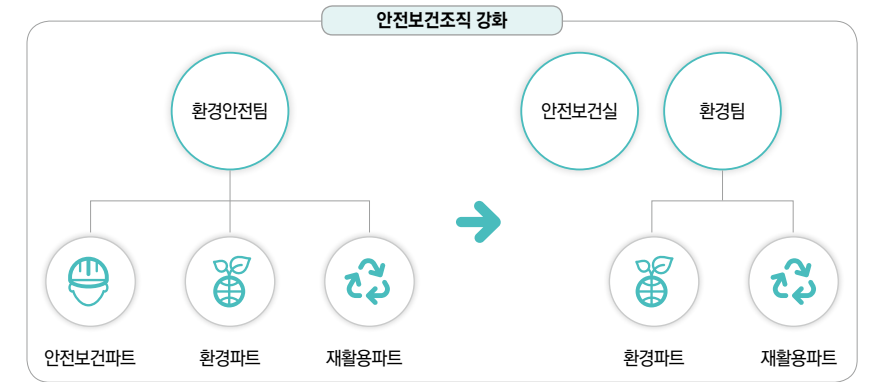 안전보건조직 강화
환경안전팀
안전보건실
환경팀
안전보건파트
환경파트
재활용파트
환경파트
재활용파트